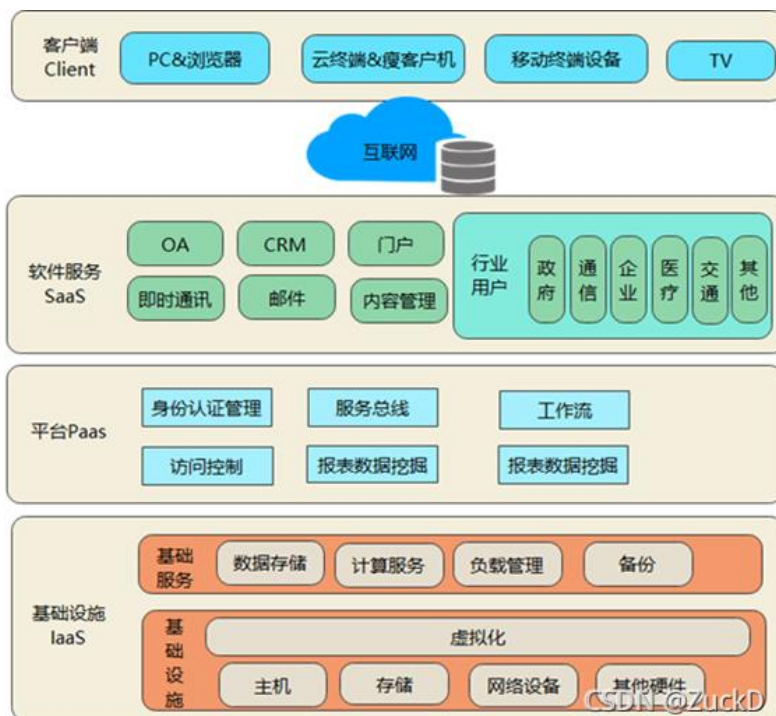 客户端
Client
PC&浏览器
云终端&瘦客户机
移动终端设备
TV
互联网
软件服务
SaaS
OA
CRM
门户
即时通讯
邮件
内容管理
行业
用户
政府
通信
企业
医疗
交通
其他
平台Paas
身份认证管理
服务总线
工作流
访问控制
报表数据挖掘
报表数据挖掘
基础设施
IaaS
基础
服务
数据存储
计算服务
负载管理
备份
基础设施
虚拟化
主机
存储
网络设备
其他硬件
CSDN @ZuckD